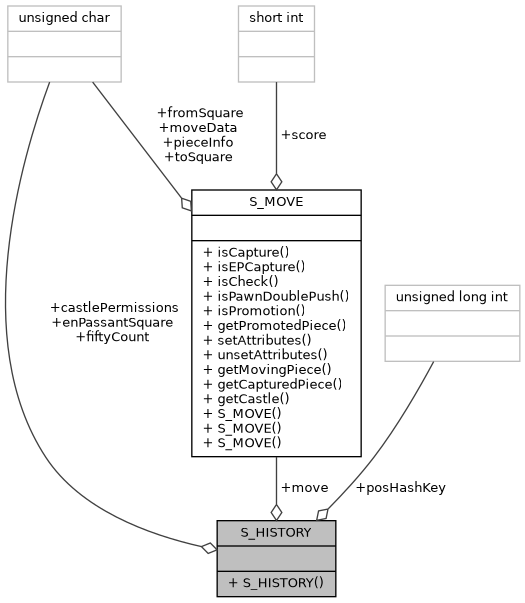 unsigned char
short int
+fromSquare
+moveData
+pieceInfo
+toSquare
+score
S_MOVE
+ isCapture()
+ isEPCapture()
+ isCheck()
+ isPawnDoublePush()
+ isPromotion()
+ getPromotedPiece()
+ setAttributes()
+ unsetAttributes()
+ getMovingPiece()
+ getCapturedPiece()
+ getCastle()
+ S_MOVE()
+ S_MOVE()
+ S_MOVE()
unsigned long int
+castlePermissions
+enPassantSquare
+fiftyCount
+move
+posHashKey
S_HISTORY
+ S_HISTORY()